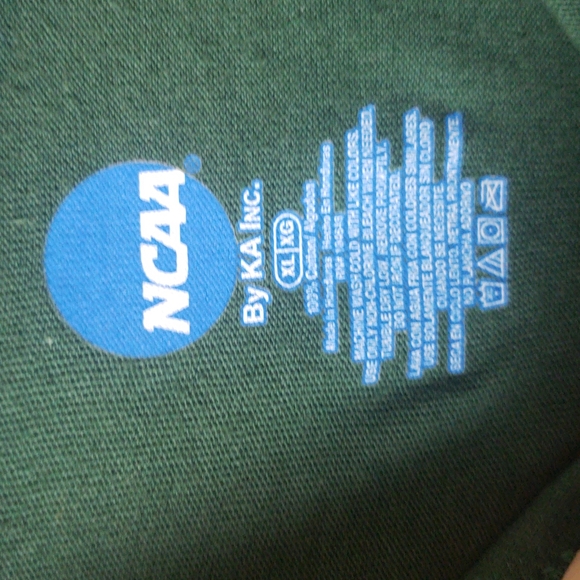 NCAA
By KA INC.
XL|XG
100% Cotton/ Algodon
Made in Honduras Hecho En Honduras
MACHINE WASH COLD WITH LIKE COLORS.
USE ONLY NON-CHLORINE BLEACH WHEN NEEDED.
TUMBLE DRY LOW. REMOVE PROMPTLY.
DO NOT IRON IF DECORATED.
LAVA CON AGUA FRIA CON COLORES SIMILARES.
USE SOLAMENTE BLANQUEADOR SIN CLORO
CUANDO SE NECESITE.
SECA EN CICLO LENTO. RETIRA PRONTAMENTE.
NO PLANCHA ADORNO